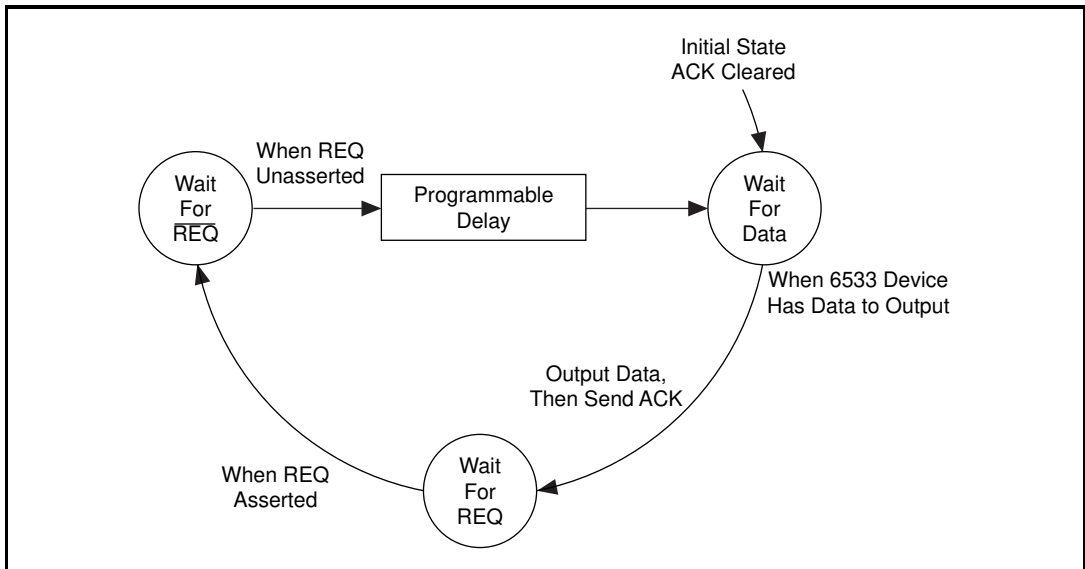 Initial State
ACK Cleared
When REQ
Unasserted
Wait
For
R̅E̅Q̅
Programmable
Delay
Wait
For
Data
When 6533 Device
Has Data to Output
Output Data,
Then Send ACK
When REQ
Asserted
Wait
For
REQ